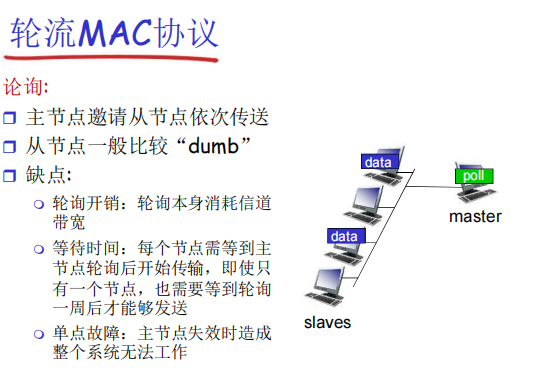 轮流MAC协议
论询:
主节点邀请从节点依次传送
从节点一般比较“dumb”
缺点:
轮询开销：轮询本身消耗信道
带宽
等待时间：每个节点需等到主
节点轮询后开始传输，即使只
有一个节点，也需要等到轮询
一周后才能够发送
单点故障：主节点失效时造成
整个系统无法工作
data
poll
master
data
slaves